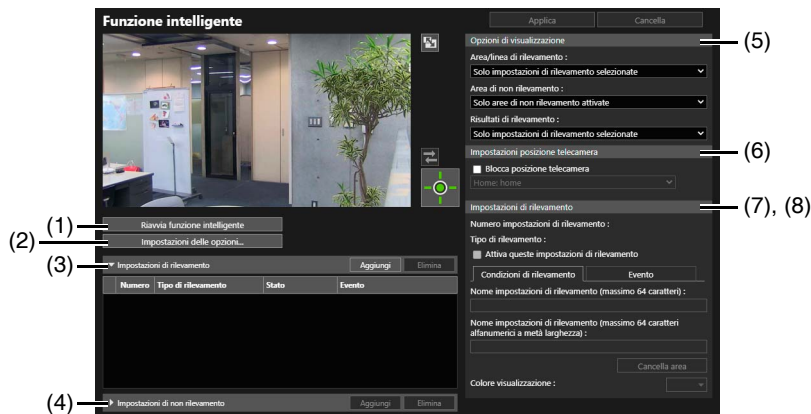 Funzione intelligente
Applica
Cancella
Opzioni di visualizzazione
(5)
Area/linea di rilevamento :
Solo impostazioni di rilevamento selezionate
Area di non rilevamento :
Solo aree di non rilevamento attivate
Risultati di rilevamento :
Solo impostazioni di rilevamento selezionate
Impostazioni posizione telecamera
(6)
Blocca posizione telecamera
Home: home
Impostazioni di rilevamento
(7), (8)
Numero impostazioni di rilevamento :
Tipo di rilevamento :
Attiva queste impostazioni di rilevamento
Condizioni di rilevamento
Evento
Nome impostazioni di rilevamento (massimo 64 caratteri) :
Nome impostazioni di rilevamento (massimo 64 caratteri
alfanumerici a metà larghezza) :
Cancella area
Colore visualizzazione :
(1)
Riavvia funzione intelligente
(2)
Impostazioni delle opzioni...
(3)
Impostazioni di rilevamento
Aggiungi
Elimina
Numero Tipo di rilevamento Stato Evento
(4)
Impostazioni di non rilevamento
Aggiungi
Elimina